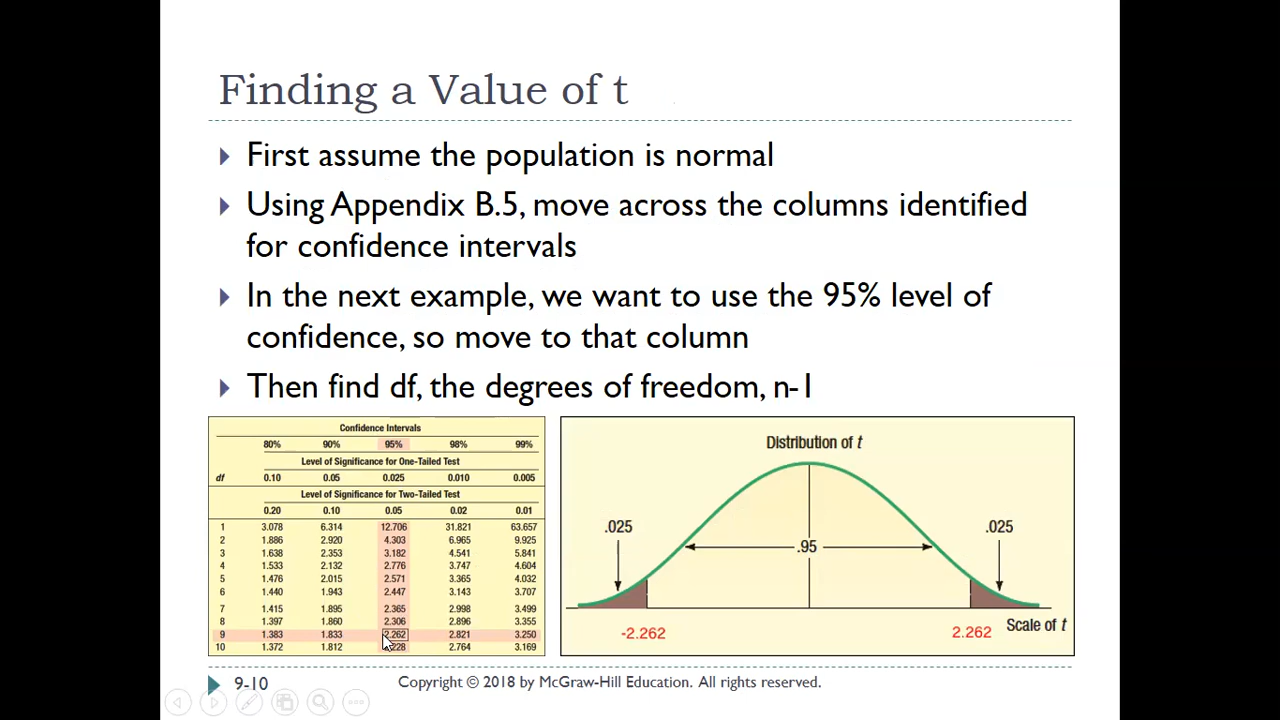 Finding a Value of t
First assume the population is normal
Using Appendix B.5, move across the columns identified
for confidence intervals
In the next example, we want to use the 95% level of
confidence, so move to that column
Then find df, the degrees of freedom, n-1
Confidence Intervals
80% 90% 95% 98% 99%
Level of Significance for One-Tailed Test
df 0.10 0.05 0.025 0.010 0.005
Level of Significance for Two-Tailed Test
0.20 0.10 0.05 0.02 0.01
1 3.078 6.314 12.706 31.821 63.657
2 1.886 2.920 4.303 6.965 9.925
3 1.638 2.353 3.182 4.541 5.841
4 1.533 2.132 2.776 3.747 4.604
5 1.476 2.015 2.571 3.365 4.032
6 1.440 1.943 2.447 3.143 3.707
7 1.415 1.895 2.365 2.998 3.499
8 1.397 1.860 2.306 2.896 3.355
9 1.383 1.833 2.262 2.821 3.250
10 1.372 1.812 2.228 2.764 3.169
Distribution of t
.025 .025
.95
Scale of t
-2.262 2.262
9-10 Copyright © 2018 by McGraw-Hill Education. All rights reserved.